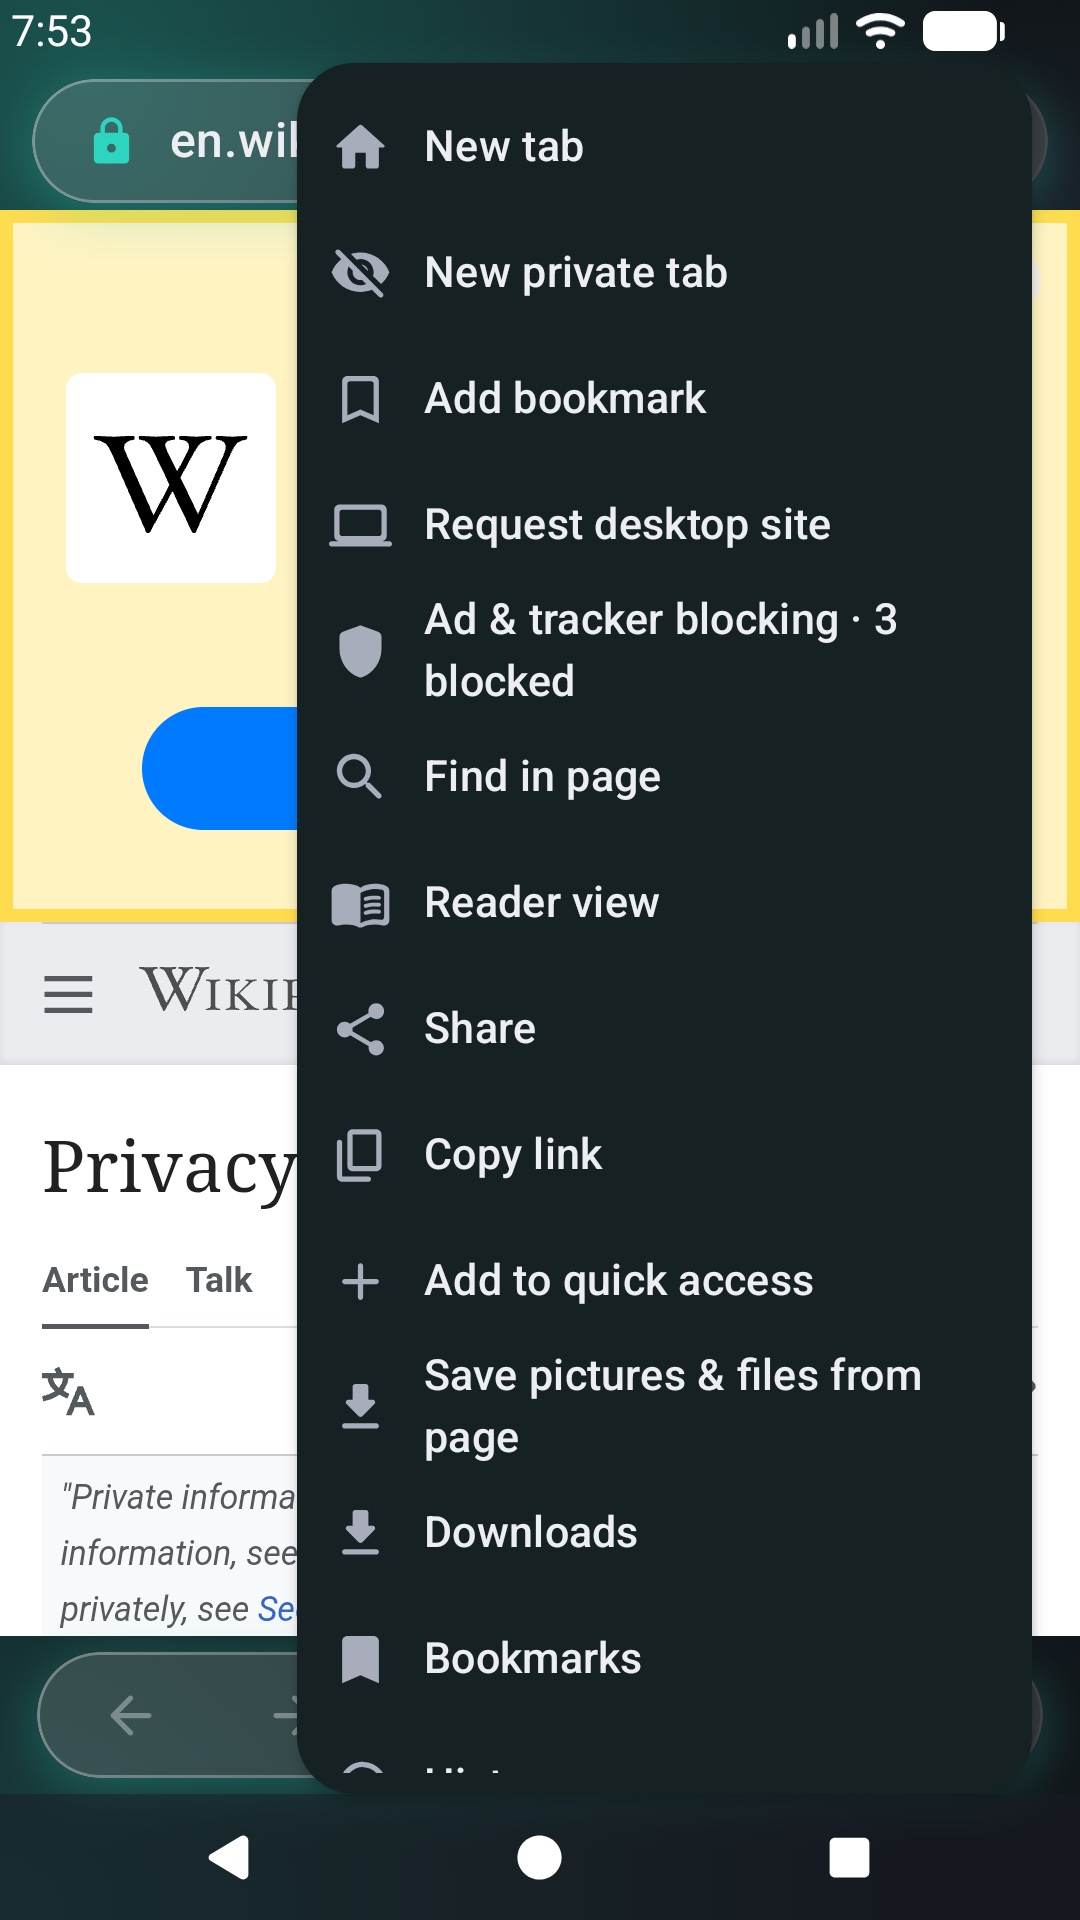 7:53
en.wik
New tab
New private tab
Add bookmark
Request desktop site
Ad & tracker blocking · 3
blocked
Find in page
Reader view
Share
Copy link
Add to quick access
Save pictures & files from
page
Downloads
Bookmarks
W
Privacy
Article Talk
"Private informa
information, see
privately, see Se